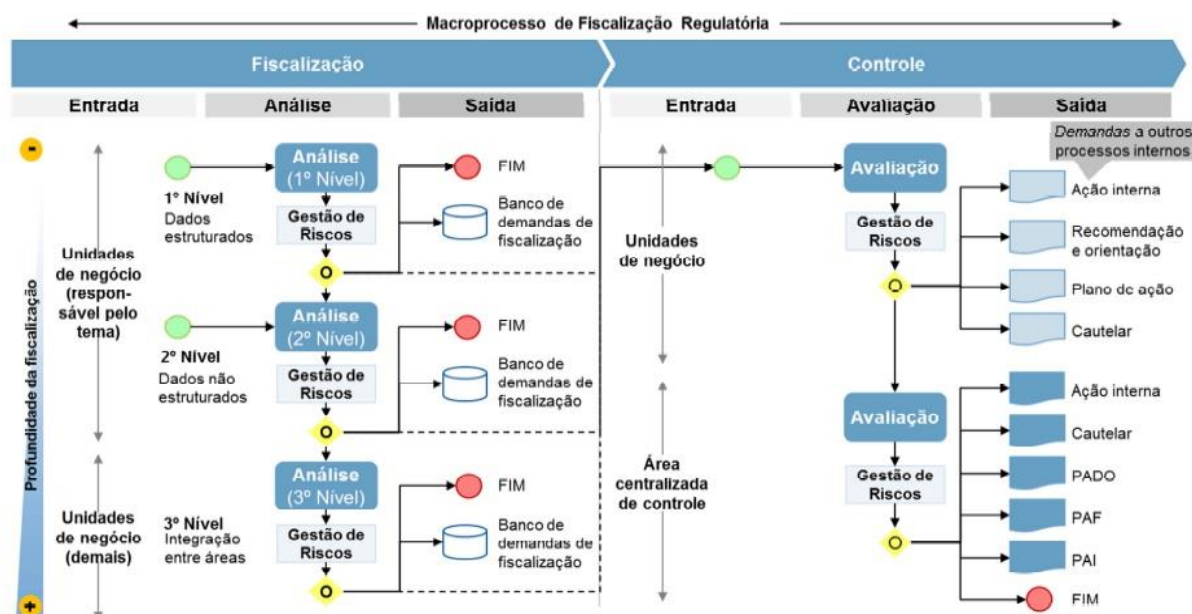 Macroprocesso de Fiscalização Regulatória
Fiscalização
Controle
Entrada
Análise
Saída
Entrada
Avaliação
Saída
Demandas a outros
processos internos
-
Profundidade da fiscalização
+
Unidades
de negócio
(respon-
sável pelo
tema)
Unidades
de negócio
(demais)
1º Nível
Dados
estruturados
Análise
(1º Nível)
Gestão de
Riscos
O
FIM
Banco de
demandas de
fiscalização
2º Nível
Dados não
estruturados
Análise
(2º Nível)
Gestão de
Riscos
O
FIM
Banco de
demandas de
fiscalização
3º Nível
Integração
entre áreas
Análise
(3º Nível)
Gestão de
Riscos
O
FIM
Banco de
demandas de
fiscalização
Unidades
de negócio
Avaliação
Gestão de
Riscos
O
Ação interna
Recomendação
e orientação
Plano de ação
Cautelar
Área
centralizada
de controle
Avaliação
Gestão de
Riscos
O
Ação interna
Cautelar
PADO
PAF
PAI
FIM